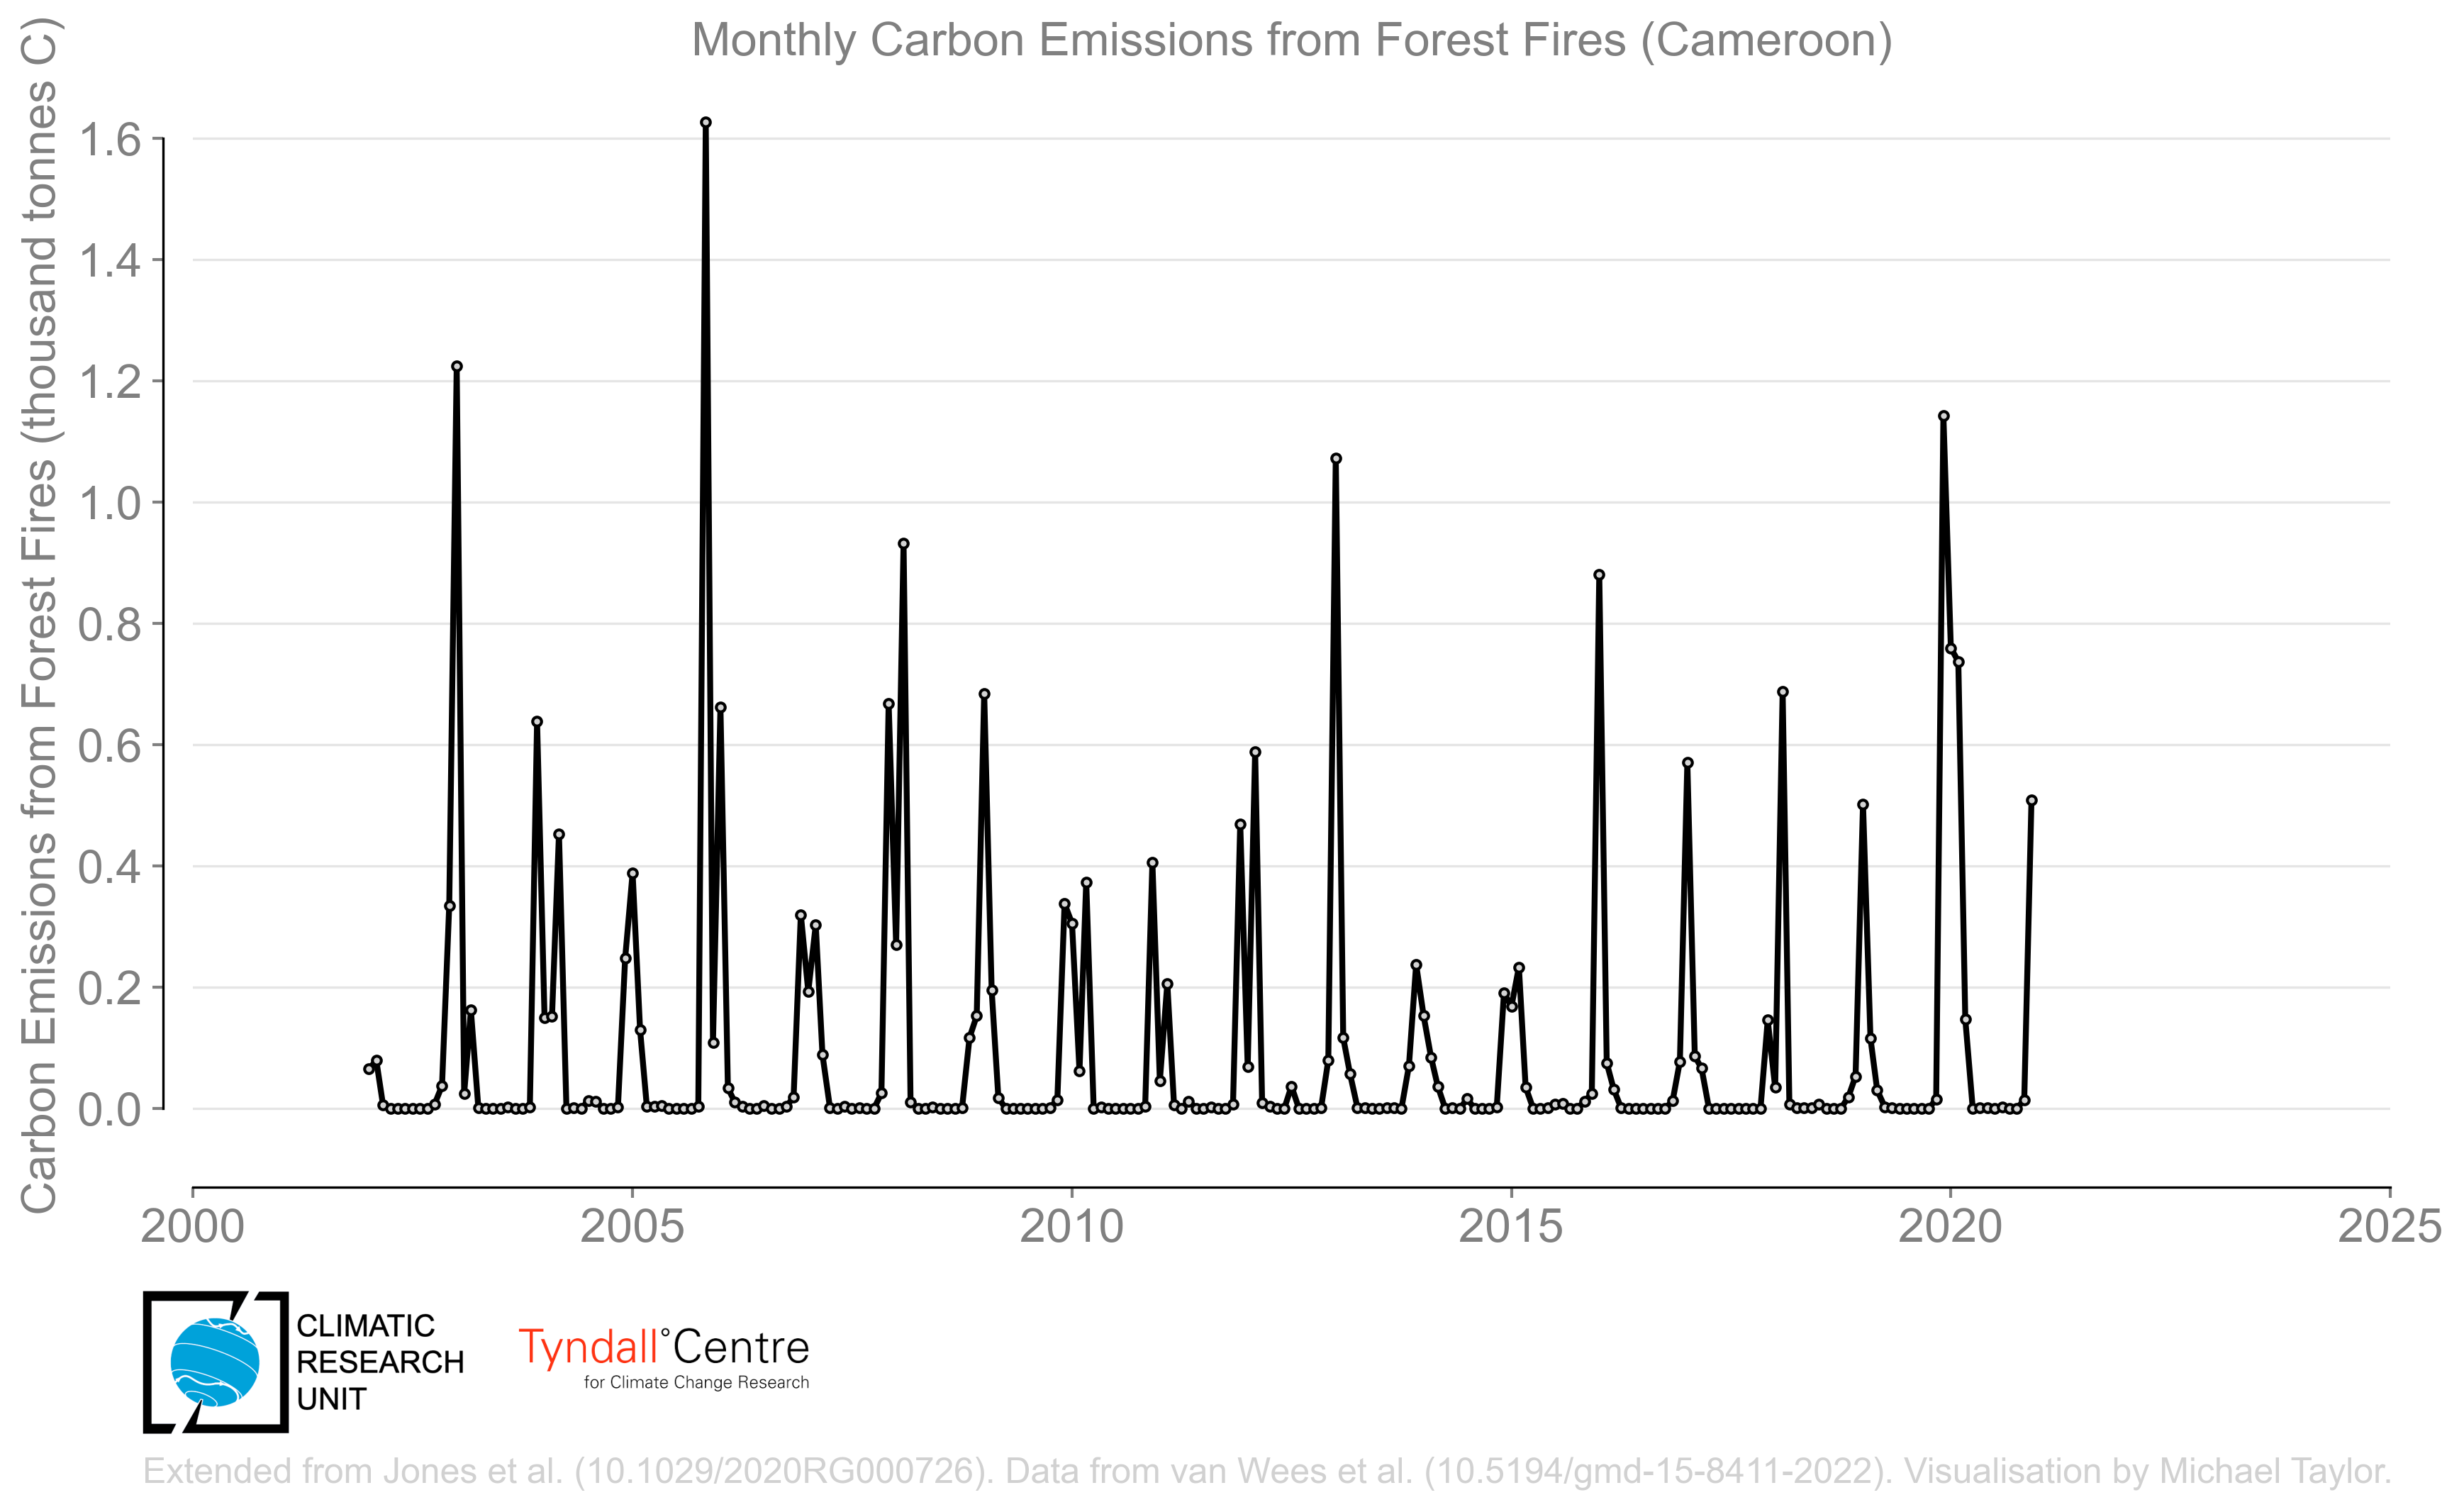 Monthly Carbon Emissions from Forest Fires (Cameroon)
Carbon Emissions from Forest Fires (thousand tonnes C)
1.6
1.4
1.2
1.0
0.8
0.6
0.4
0.2
0.0
2000 2005 2010 2015 2020 2025
CLIMATIC
RESEARCH
UNIT
Tyndall°Centre
for Climate Change Research
Extended from Jones et al. (10.1029/2020RG000726). Data from van Wees et al. (10.5194/gmd-15-8411-2022). Visualisation by Michael Taylor.